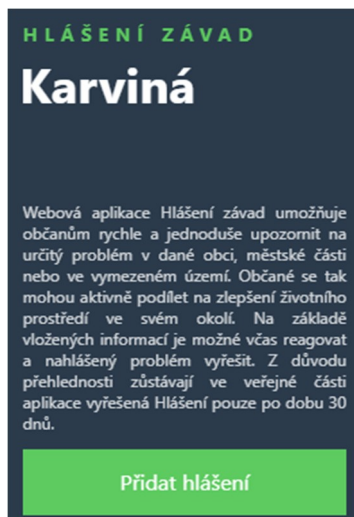 HLÁŠENÍ ZÁVAD
Karviná
Webová aplikace Hlášení závad umožňuje
občanům rychle a jednoduše upozornit na
určitý problém v dané obci, městské části
nebo ve vymezeném území. Občané se tak
mohou aktivně podílet na zlepšení životního
prostředí ve svém okolí. Na základě
vložených informací je možné včas reagovat
a nahlášený problém vyřešit. Z důvodu
přehlednosti zůstávají ve veřejné části
aplikace vyřešená Hlášení pouze po dobu 30
dnů.
Přidat hlášení